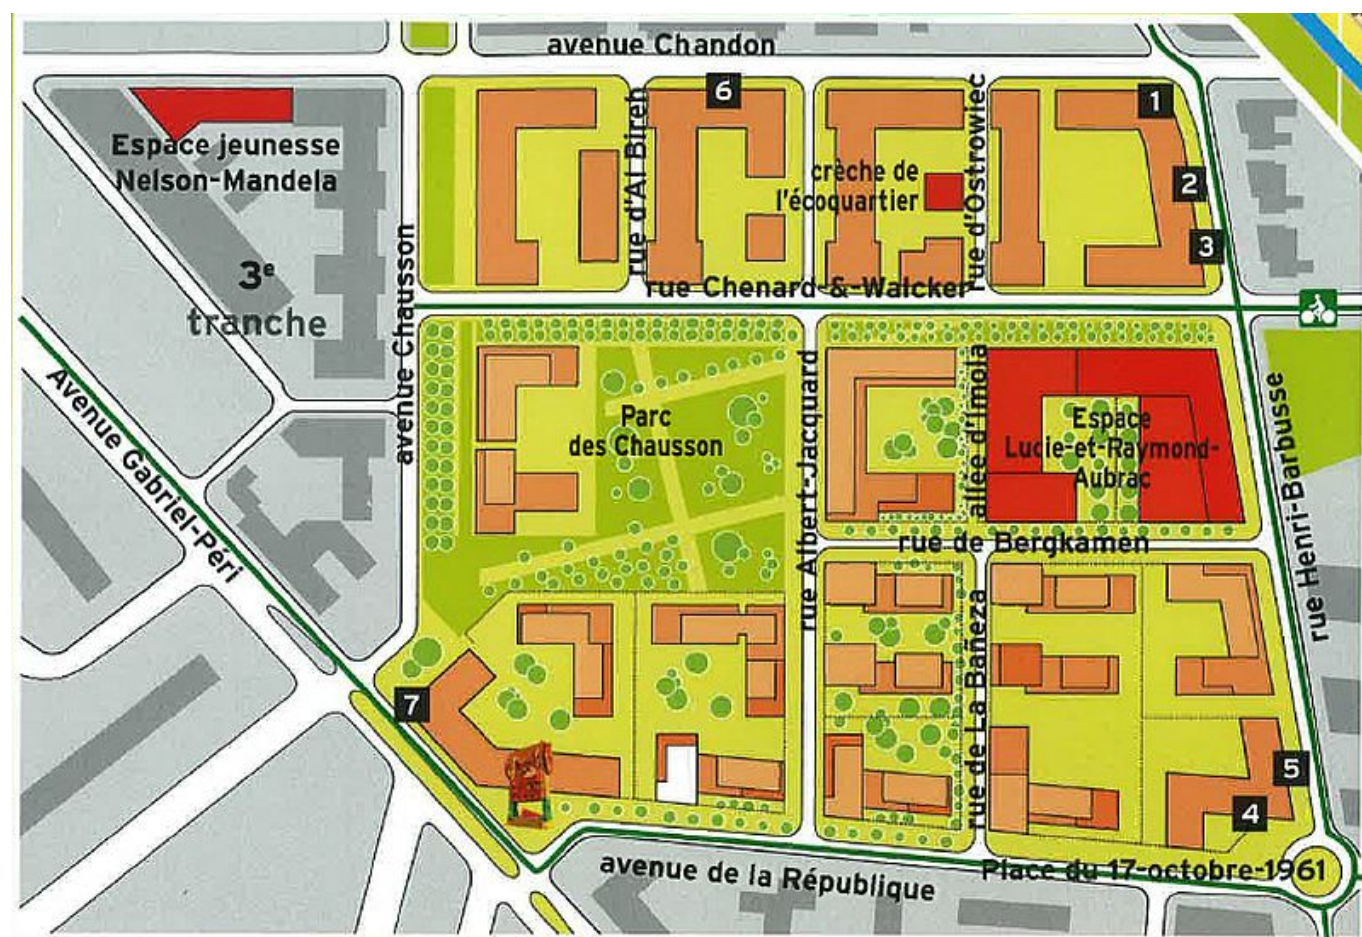 avenue Chandon
6
1
Espace jeunesse
Nelson-Mandela
rue d'Al Bireh
crèche de
l'écoquartier
rue d'Ostrowiec
2
3
3e
tranche
avenue Chausson
rue Chenard-&-Walcker
Avenue Gabriel-Péri
Parc
des Chausson
rue Albert-Jacquard
allée d'Imola
Espace
Lucie-et-Raymond-
Aubrac
rue Henri-Barbusse
rue de Bergkamen
rue de La Bañeza
7
5
4
avenue de la République
Place du 17-octobre-1961